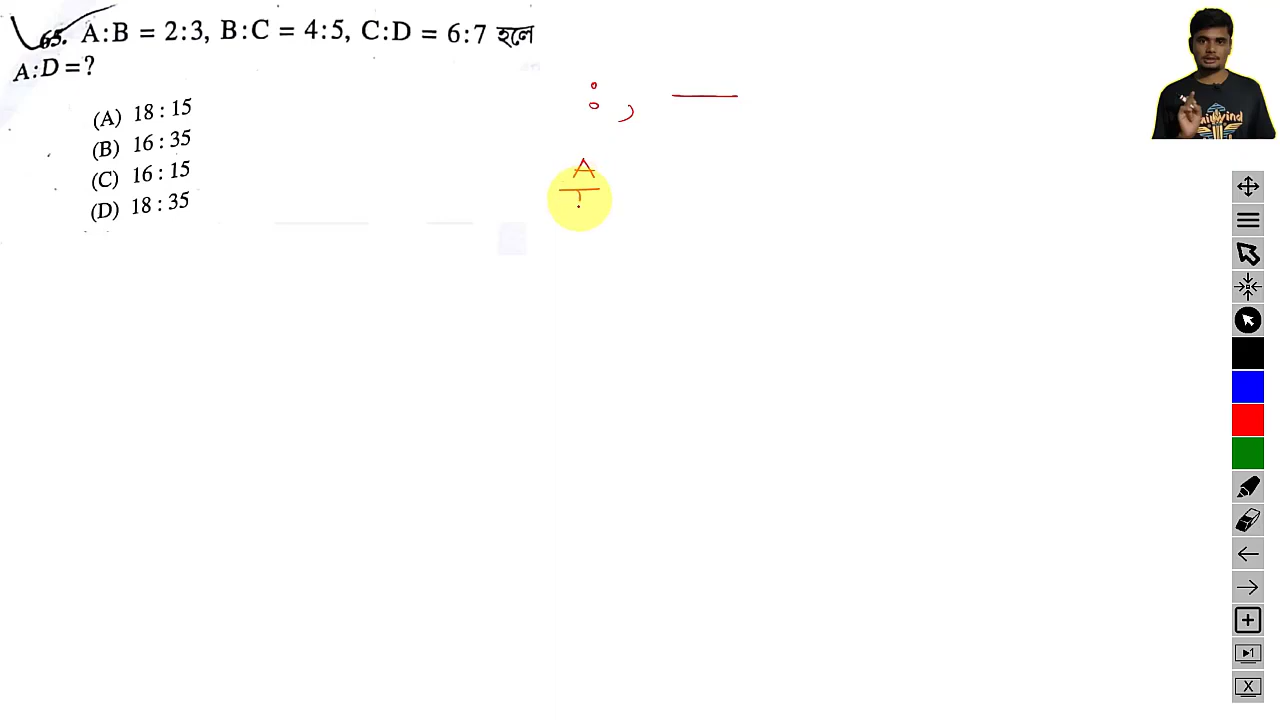 65. A:B = 2:3, B:C = 4:5, C:D = 6:7 হলে
A:D = ?
(A) 18 : 15
(B) 16 : 35
(C) 16 : 15
(D) 18 : 35
: , —
A